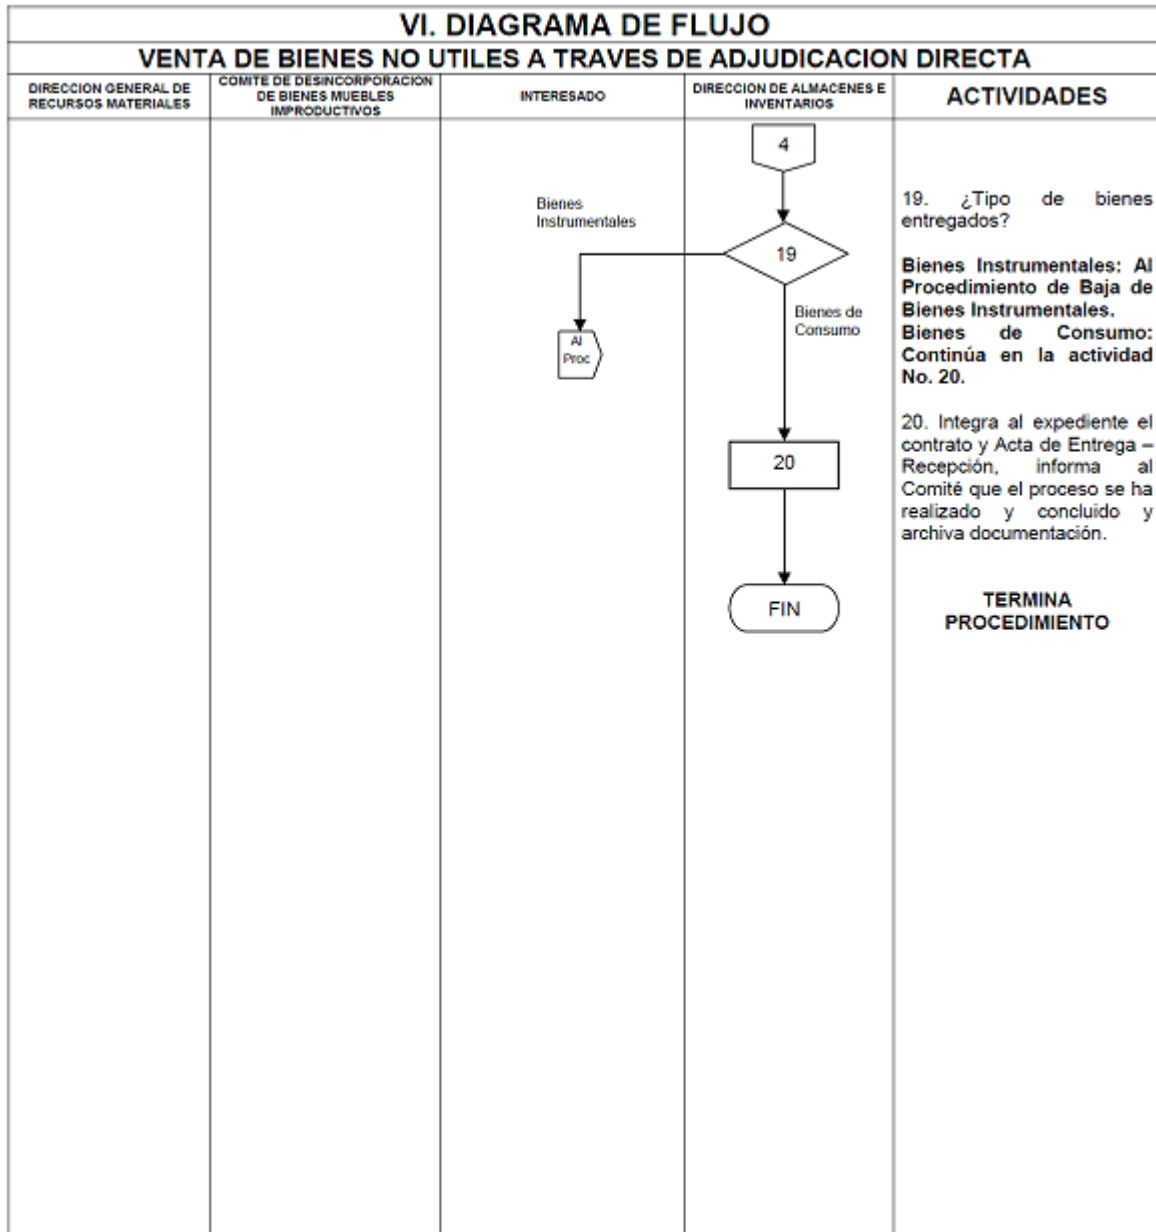 VI. DIAGRAMA DE FLUJO
VENTA DE BIENES NO UTILES A TRAVES DE ADJUDICACION DIRECTA
DIRECCION GENERAL DE
RECURSOS MATERIALES
COMITE DE DESINCORPORACION
DE BIENES MUEBLES
IMPRODUCTIVOS
INTERESADO
DIRECCION DE ALMACENES E
INVENTARIOS
ACTIVIDADES
4
Bienes
Instrumentales
19
Bienes de
Consumo
Al
Proc
20
FIN
19. ¿Tipo de bienes
entregados?
Bienes Instrumentales: Al
Procedimiento de Baja de
Bienes Instrumentales.
Bienes de Consumo:
Continúa en la actividad
No. 20.
20. Integra al expediente el
contrato y Acta de Entrega –
Recepción, informa al
Comité que el proceso se ha
realizado y concluido y
archiva documentación.
TERMINA
PROCEDIMIENTO